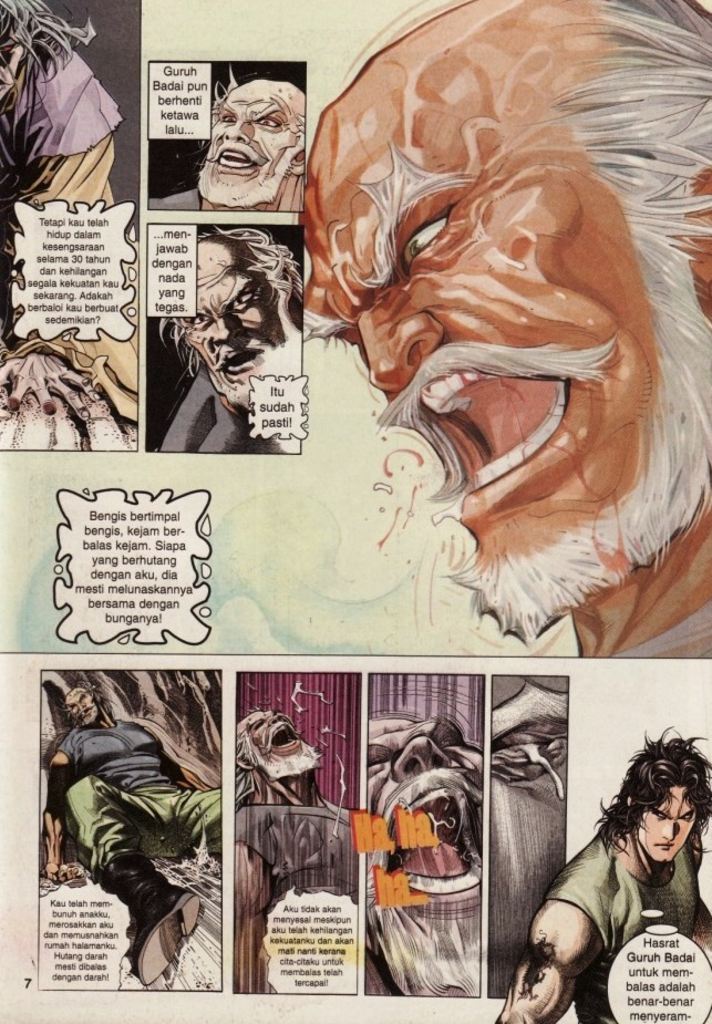 Guruh
Badai pun
berhenti
ketawa
lalu...
Tetapi kau telah
hidup dalam
kesengsaraan
selama 30 tahun
dan kehilangan
segala kekuatan kau
sekarang. Adakah
berbaloi kau berbuat
sedemikian?
...men-
jawab
dengan
nada
yang
tegas.
Itu
sudah
pasti!
Bengis bertimpal
bengis, kejam ber-
balas kejam. Siapa
yang berhutang
dengan aku, dia
mesti melunaskannya
bersama dengan
bunganya!
Kau telah mem-
bunuh anakku,
merosakkan aku
dan memusnahkan
rumah halamanku.
Hutang darah
mesti dibalas
dengan darah!
Aku tidak akan
menyesal meskipun
aku telah kehilangan
kekuatanku dan akan
mati nanti kerana
cita-citaku untuk
membalas telah
tercapai!
Ha, ha,
ha
Hasrat
Guruh Badai
untuk mem-
balas adalah
benar-benar
menyeram-
7